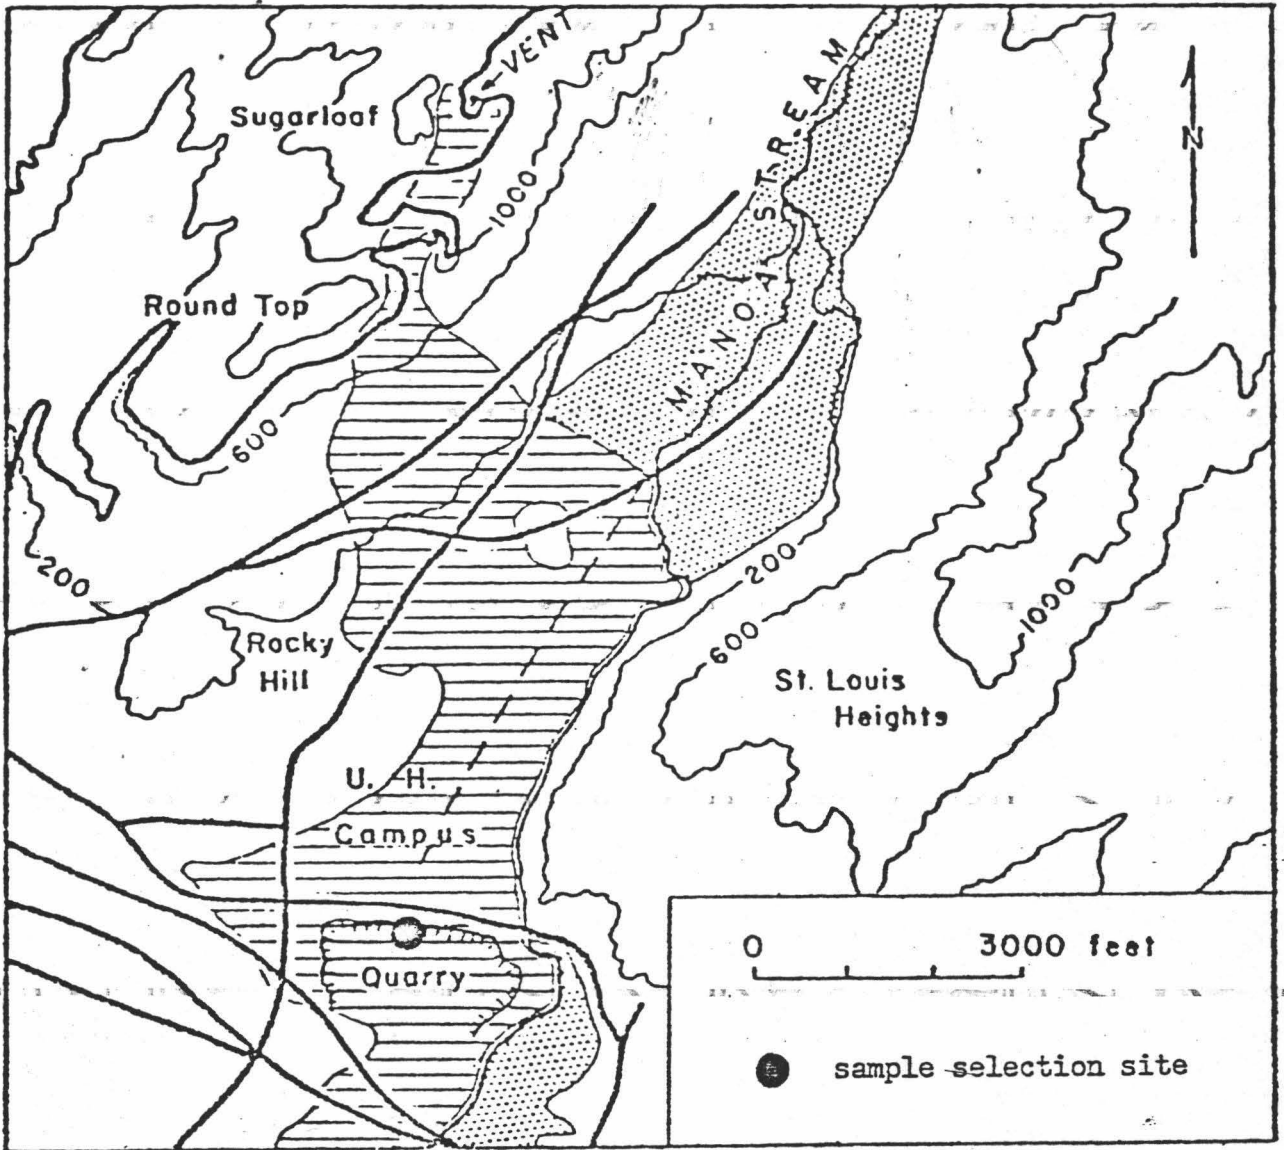 VENT
Sugarloaf
MANOA STREAM
N
1000
Round Top
600
200
200
600
1000
Rocky
Hill
St. Louis
Heights
U. H.
Campus
Quarry
0 3000 feet
sample selection site